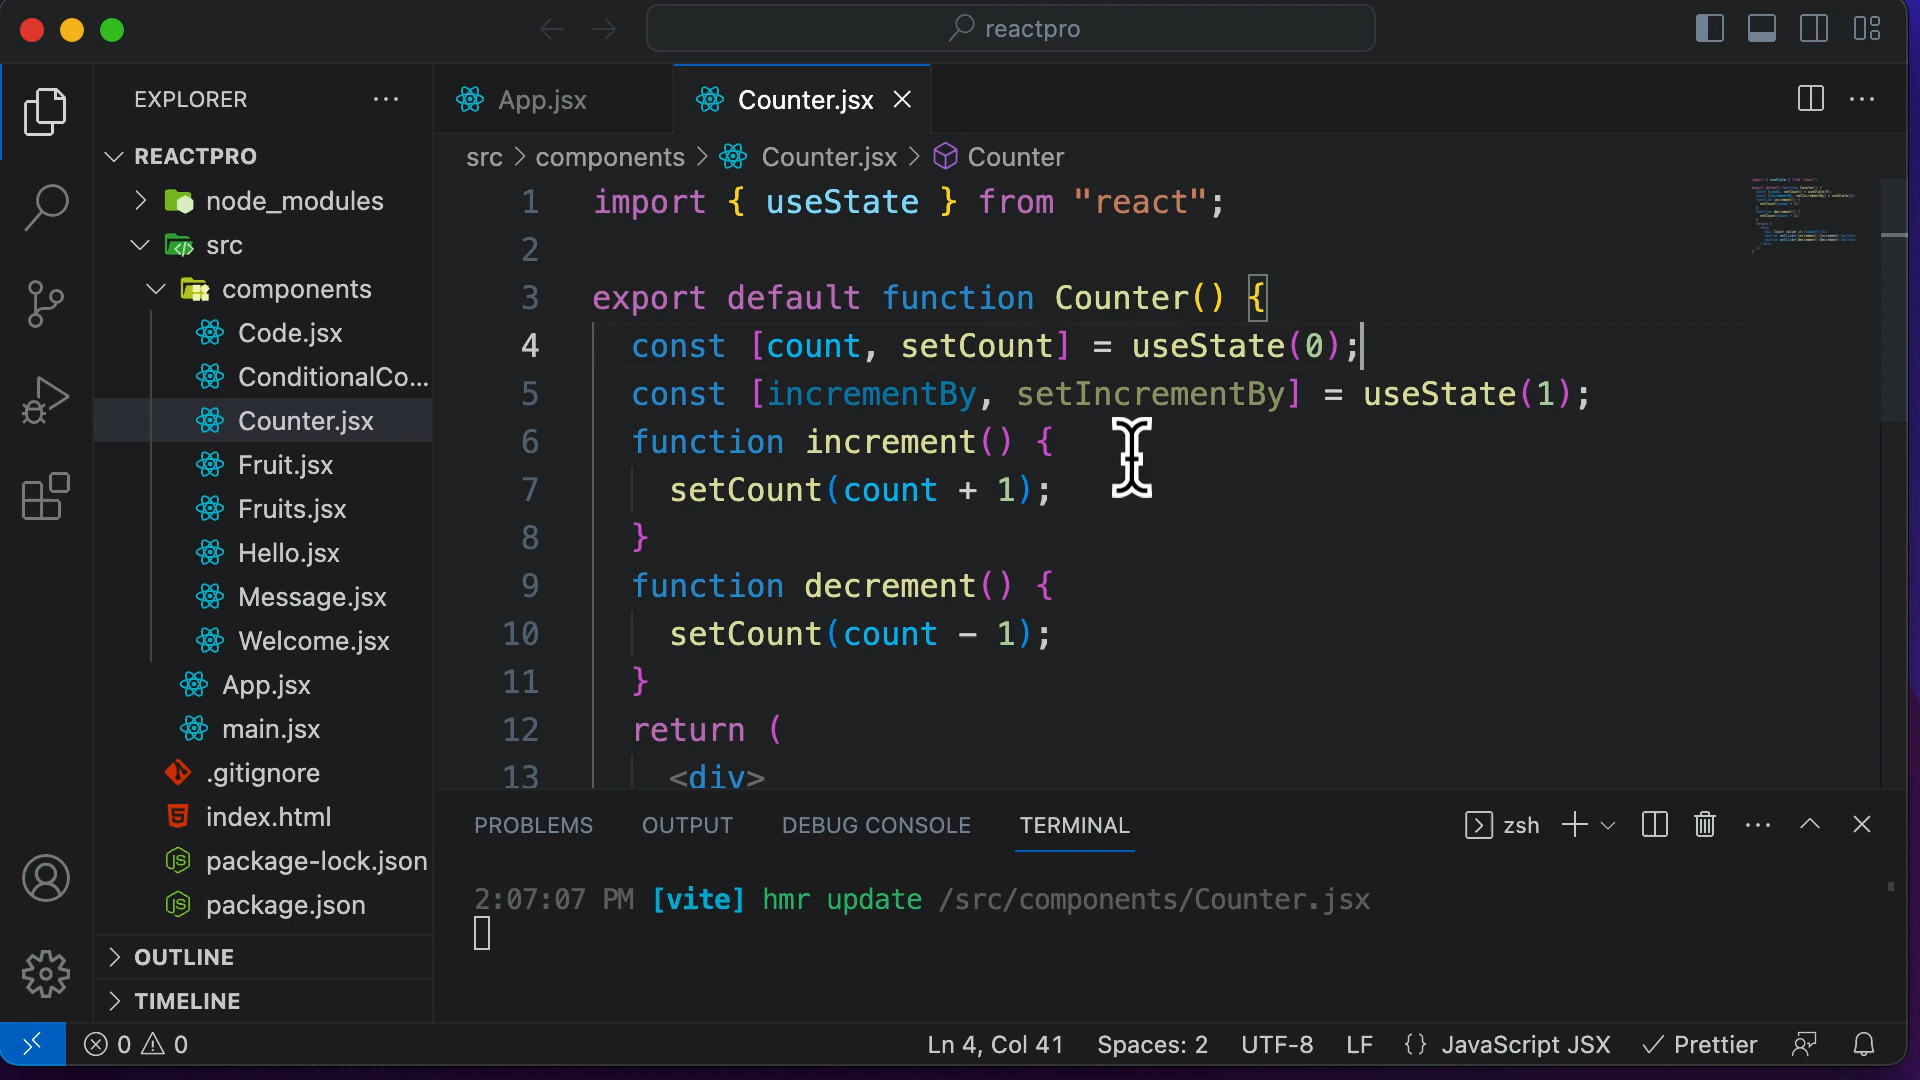 reactpro
EXPLORER
REACTPRO
node_modules
src
components
Code.jsx
ConditionalCo...
Counter.jsx
Fruit.jsx
Fruits.jsx
Hello.jsx
Message.jsx
Welcome.jsx
App.jsx
main.jsx
.gitignore
index.html
package-lock.json
package.json
OUTLINE
TIMELINE
App.jsx
Counter.jsx
src > components > Counter.jsx > Counter
1 import { useState } from "react";
2
3 export default function Counter() {
4 const [count, setCount] = useState(0);
5 const [incrementBy, setIncrementBy] = useState(1);
6 function increment() {
7 setCount(count + 1);
8 }
9 function decrement() {
10 setCount(count - 1);
11 }
12 return (
13 <div>
PROBLEMS OUTPUT DEBUG CONSOLE TERMINAL
zsh
2:07:07 PM [vite] hmr update /src/components/Counter.jsx
0 0 Ln 4, Col 41 Spaces: 2 UTF-8 LF {} JavaScript JSX Prettier